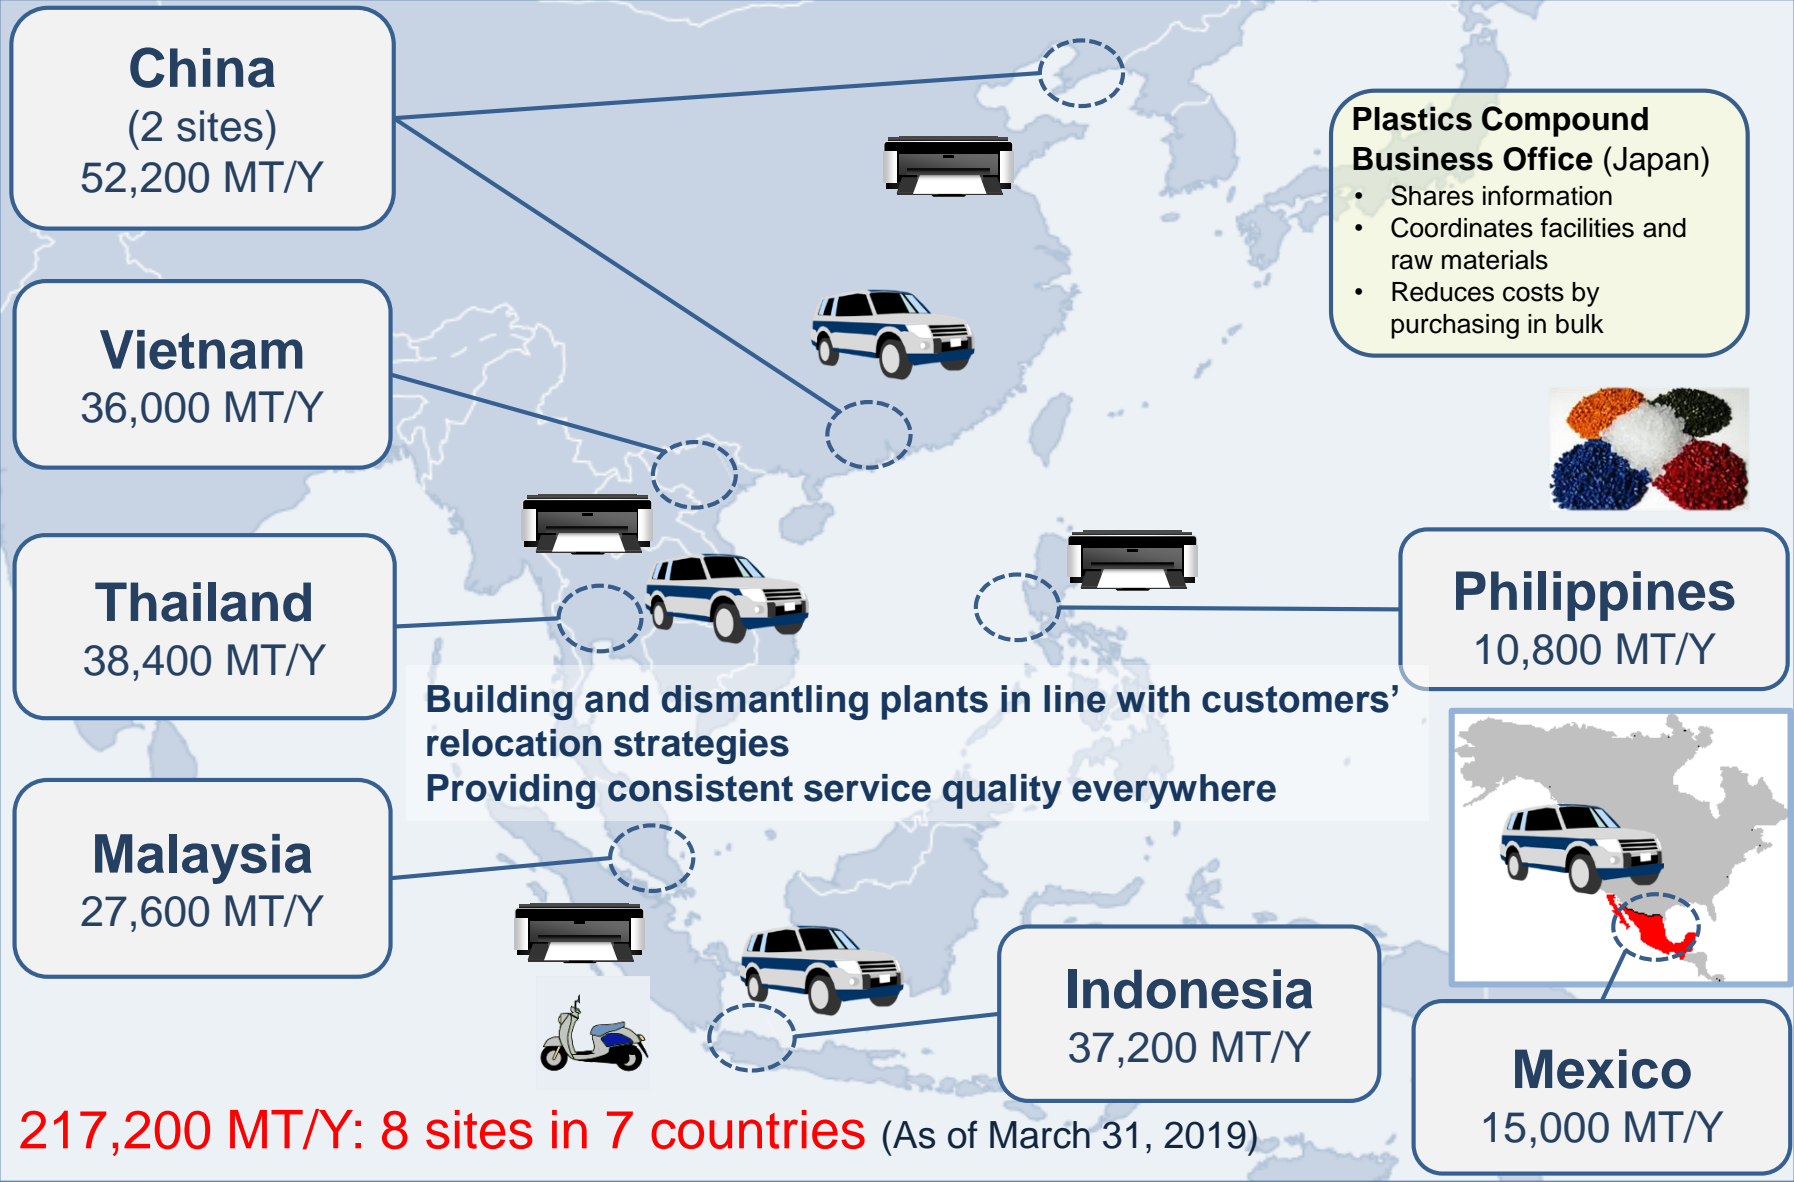 China
(2 sites)
52,200 MT/Y
Plastics Compound
Business Office (Japan)
• Shares information
• Coordinates facilities and
raw materials
• Reduces costs by
purchasing in bulk
Vietnam
36,000 MT/Y
Thailand
38,400 MT/Y
Philippines
10,800 MT/Y
Building and dismantling plants in line with customers’
relocation strategies
Providing consistent service quality everywhere
Malaysia
27,600 MT/Y
Indonesia
37,200 MT/Y
Mexico
15,000 MT/Y
217,200 MT/Y: 8 sites in 7 countries (As of March 31, 2019)